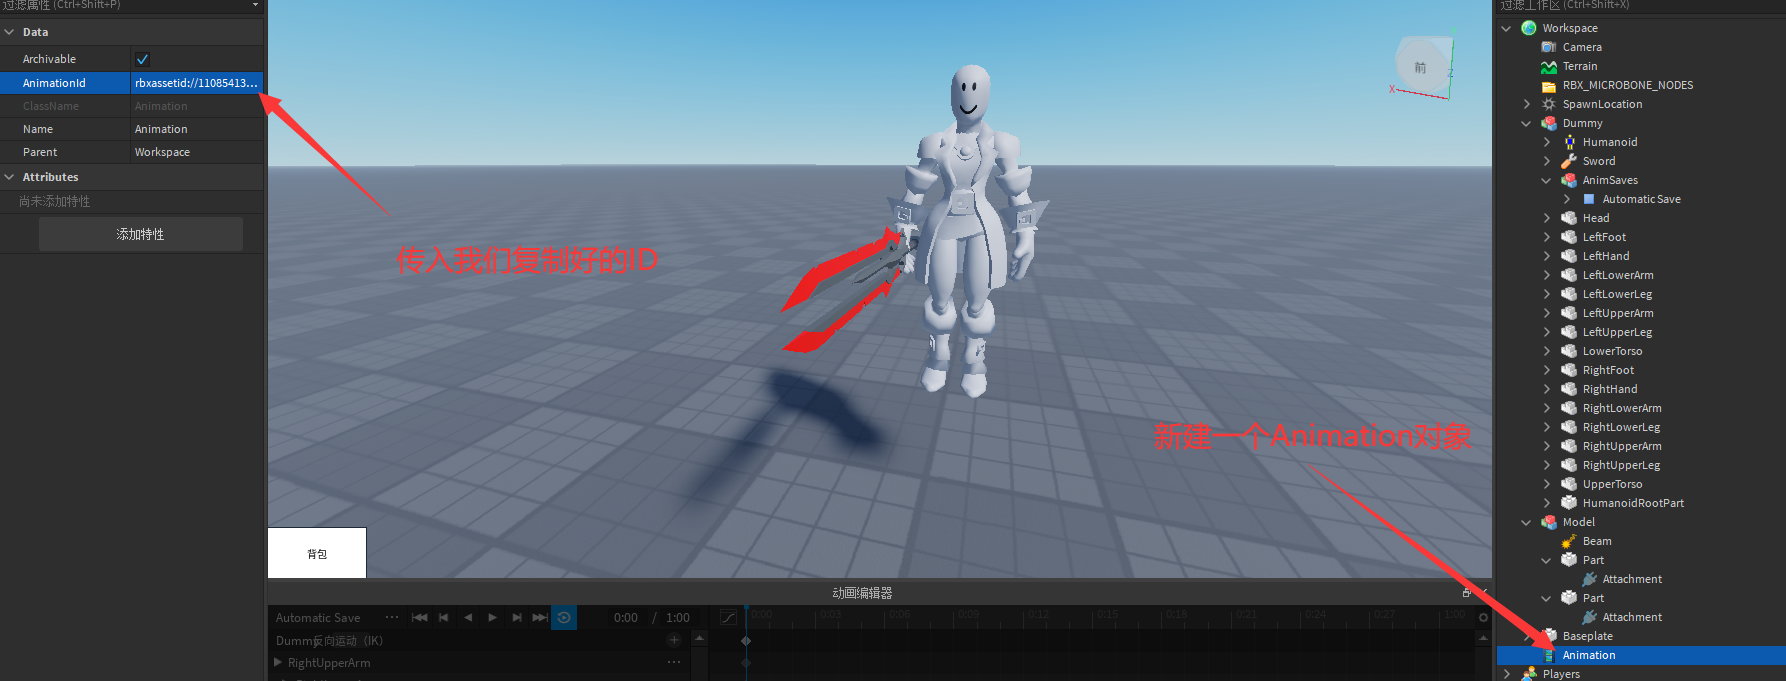 过滤属性 (Ctrl+Shift+P)
Data
Archivable
AnimationId rbxassetid://11085413...
ClassName Animation
Name Animation
Parent Workspace
Attributes
尚未添加特性
添加特性
传入我们复制好的ID
前
X
Z
新建一个Animation对象
背包
动画编辑器
Automatic Save ... 0:00 / 1:00
0:00 0:03 0:06 0:09 0:12 0:15 0:18 0:21 0:24 0:27 1:00
Dummy反向运动 (IK)
RightUpperArm ...
过滤工作区 (Ctrl+Shift+X)
Workspace
Camera
Terrain
RBX_MICROBONE_NODES
SpawnLocation
Dummy
Humanoid
Sword
AnimSaves
Automatic Save
Head
LeftFoot
LeftHand
LeftLowerArm
LeftLowerLeg
LeftUpperArm
LeftUpperLeg
LowerTorso
RightFoot
RightHand
RightLowerArm
RightLowerLeg
RightUpperArm
RightUpperLeg
UpperTorso
HumanoidRootPart
Model
Beam
Part
Attachment
Part
Attachment
Baseplate
Animation
Players